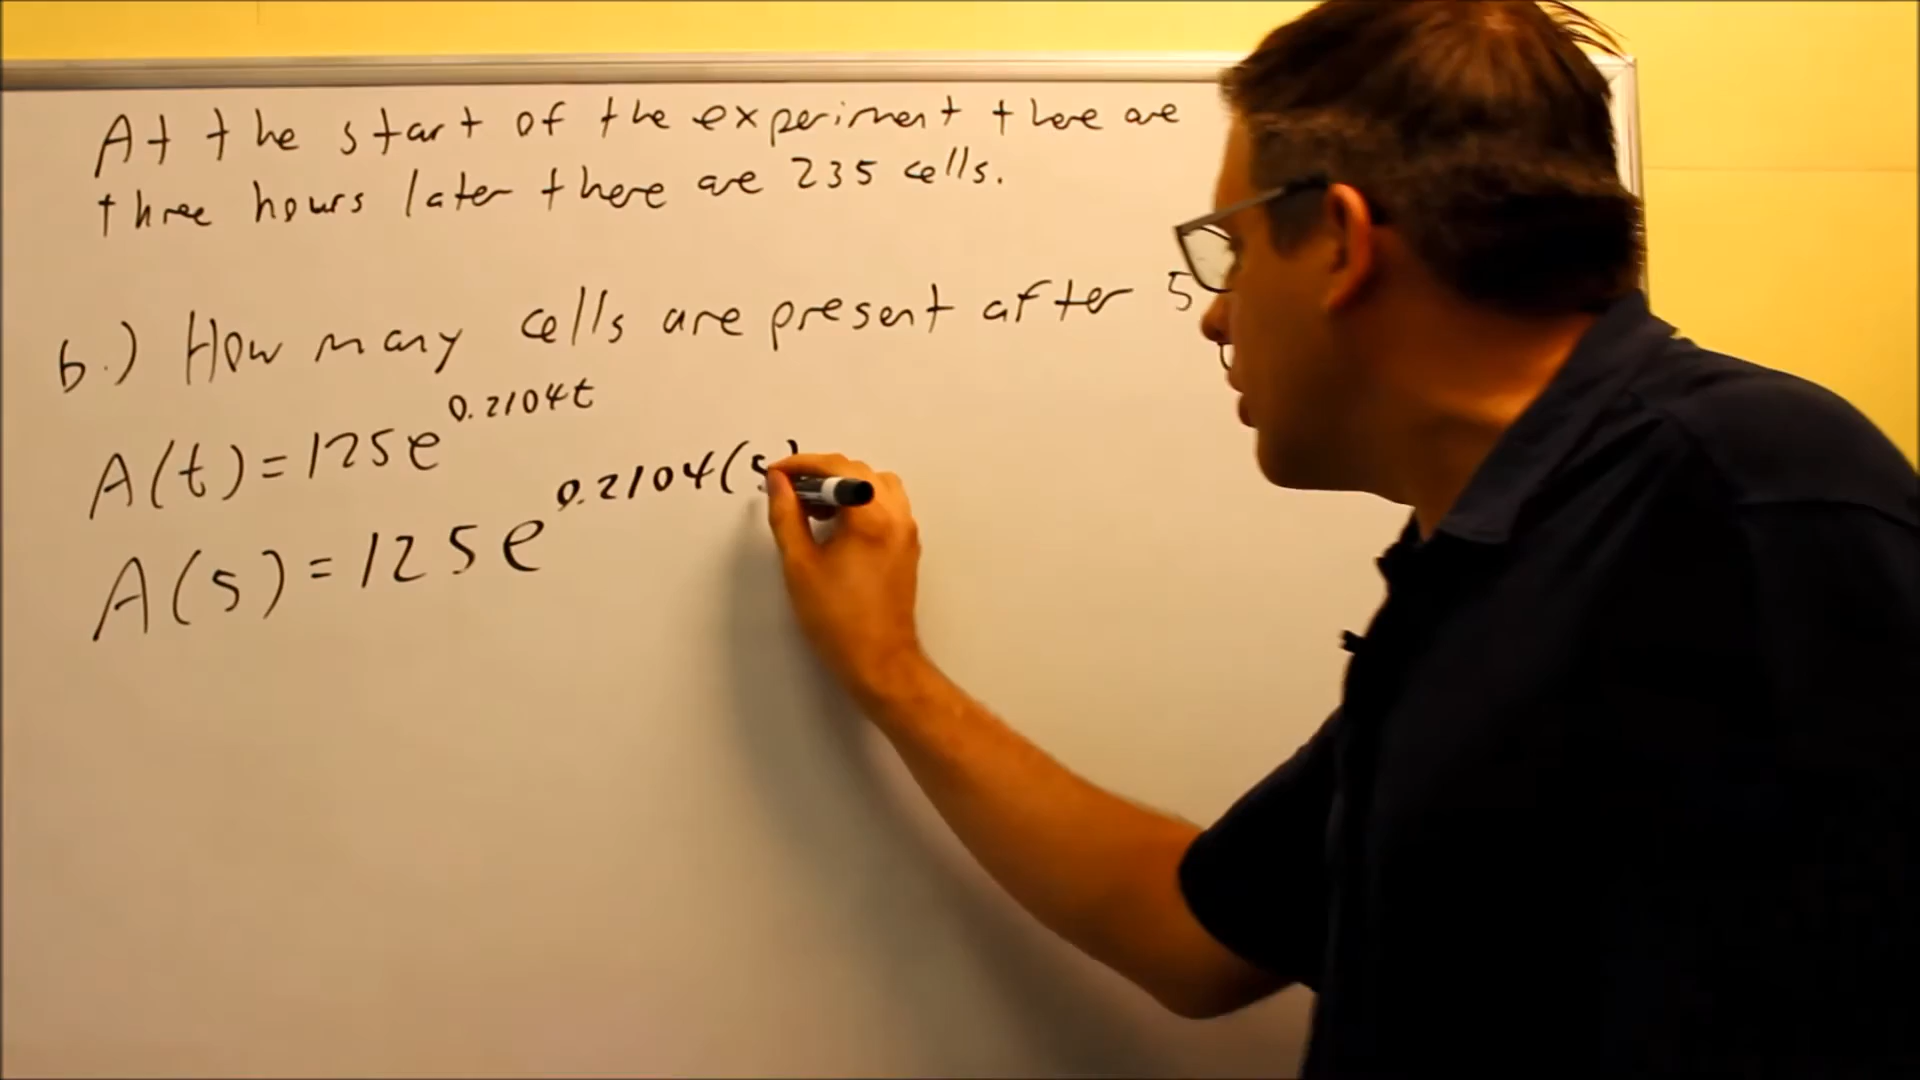 At the start of the experiment there are
three hours later there are 235 cells.
b.) How many cells are present after 5
A(t)=125e^0.2104t
A(5)=125e^0.2104(5)